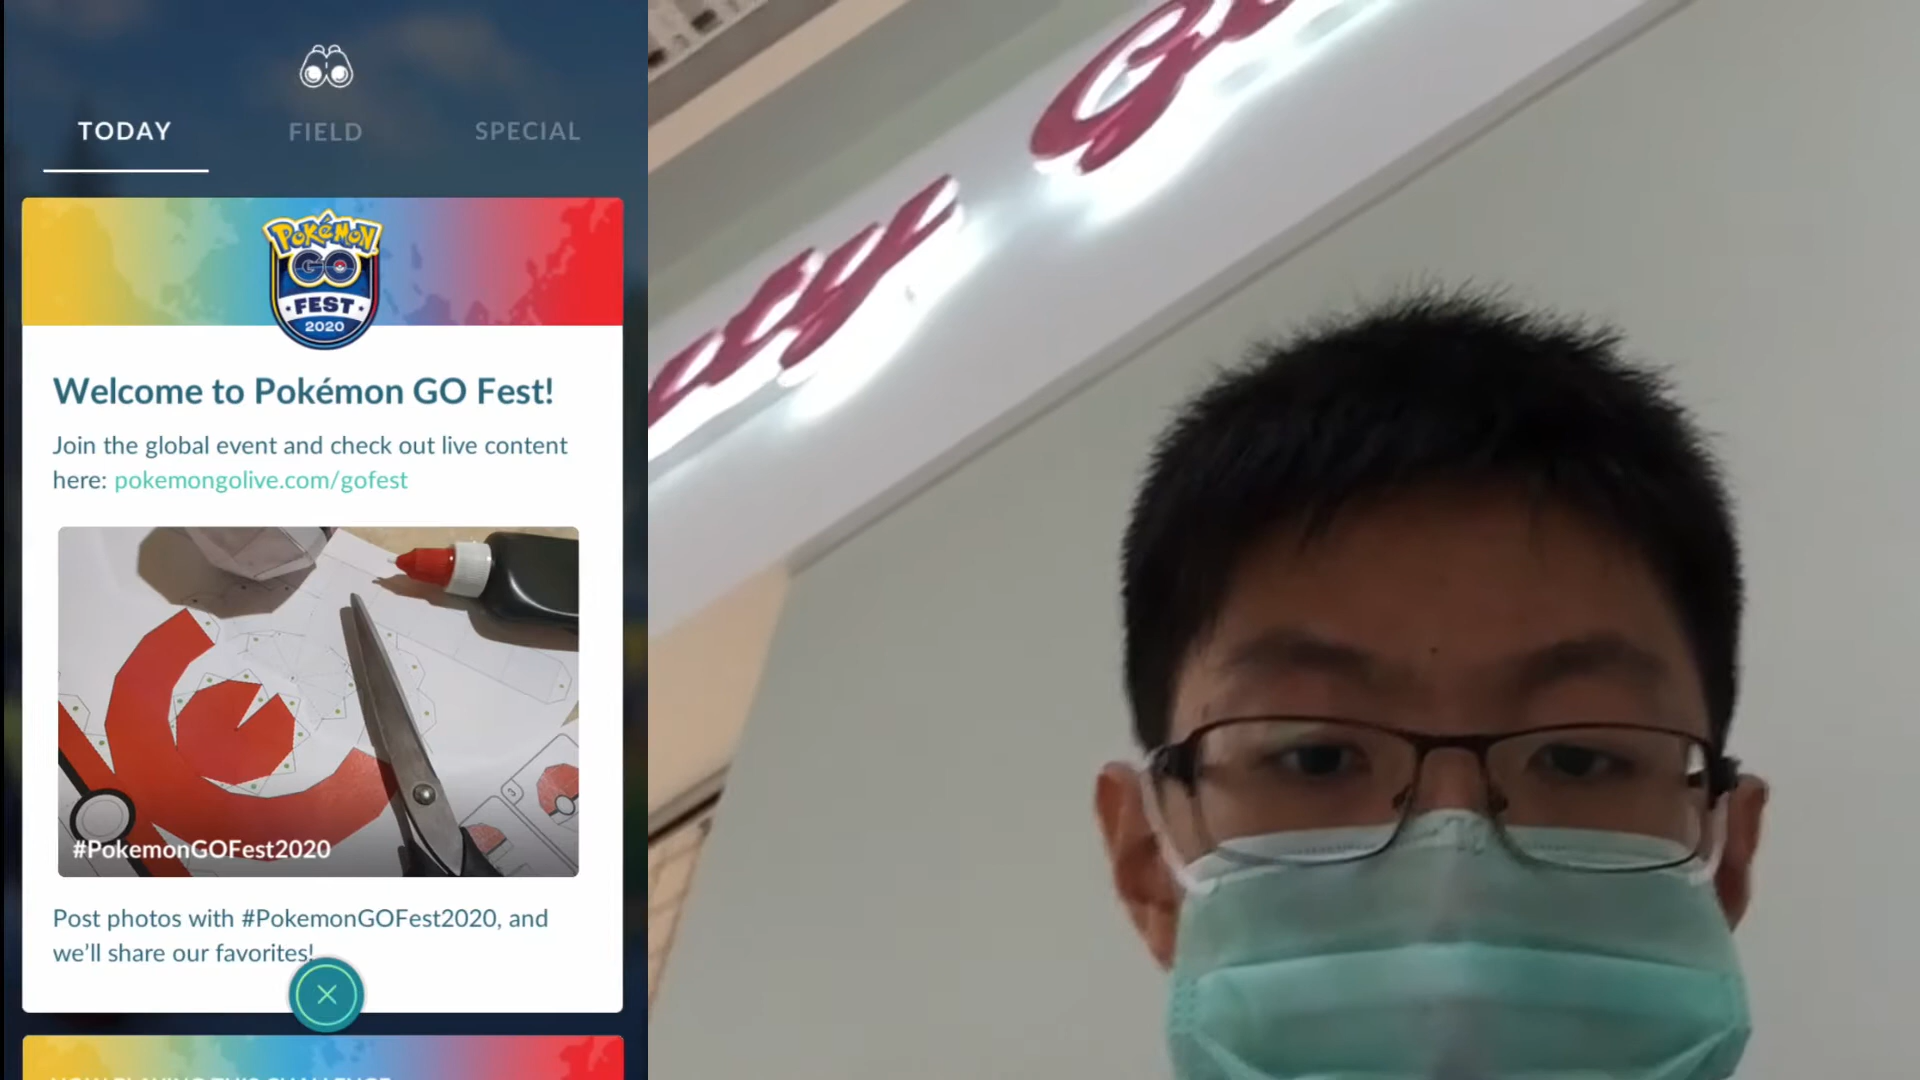 TODAY
FIELD
SPECIAL
POKÉMON
GO
FEST
2020
Welcome to Pokémon GO Fest!
Join the global event and check out live content
here: pokemongolive.com/gofest
#PokemonGOFest2020
Post photos with #PokemonGOFest2020, and
we'll share our favorites!